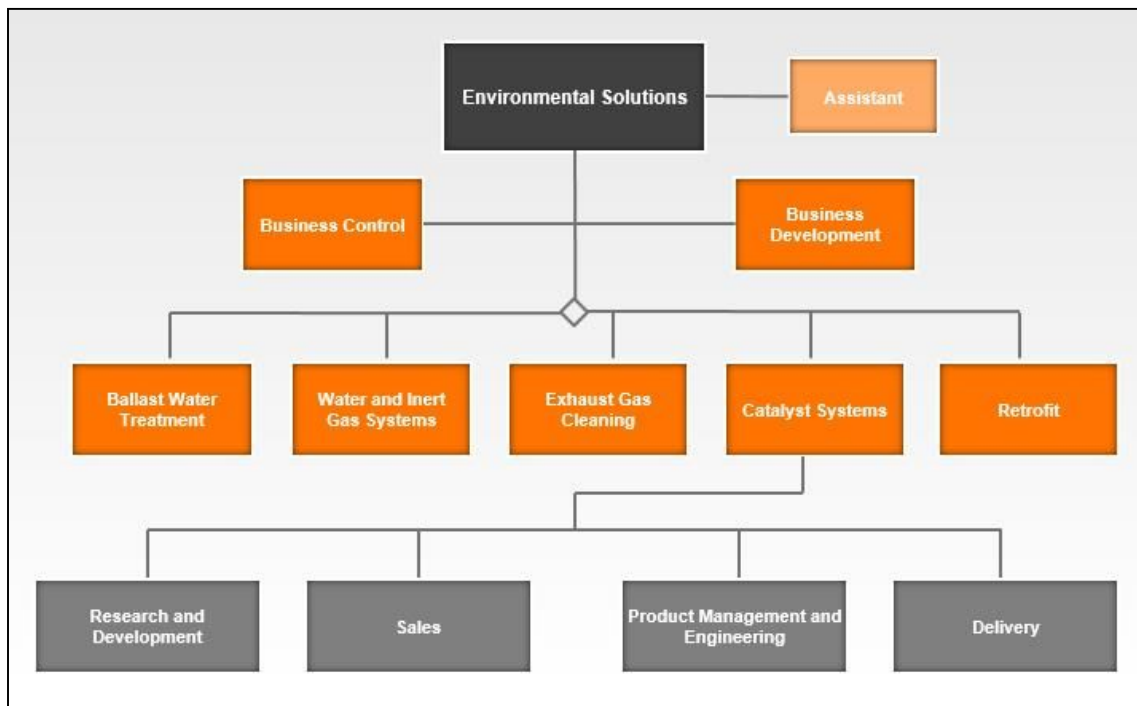 Environmental Solutions
Assistant
Business Control
Business
Development
Ballast Water
Treatment
Water and Inert
Gas Systems
Exhaust Gas
Cleaning
Catalyst Systems
Retrofit
Research and
Development
Sales
Product Management and
Engineering
Delivery